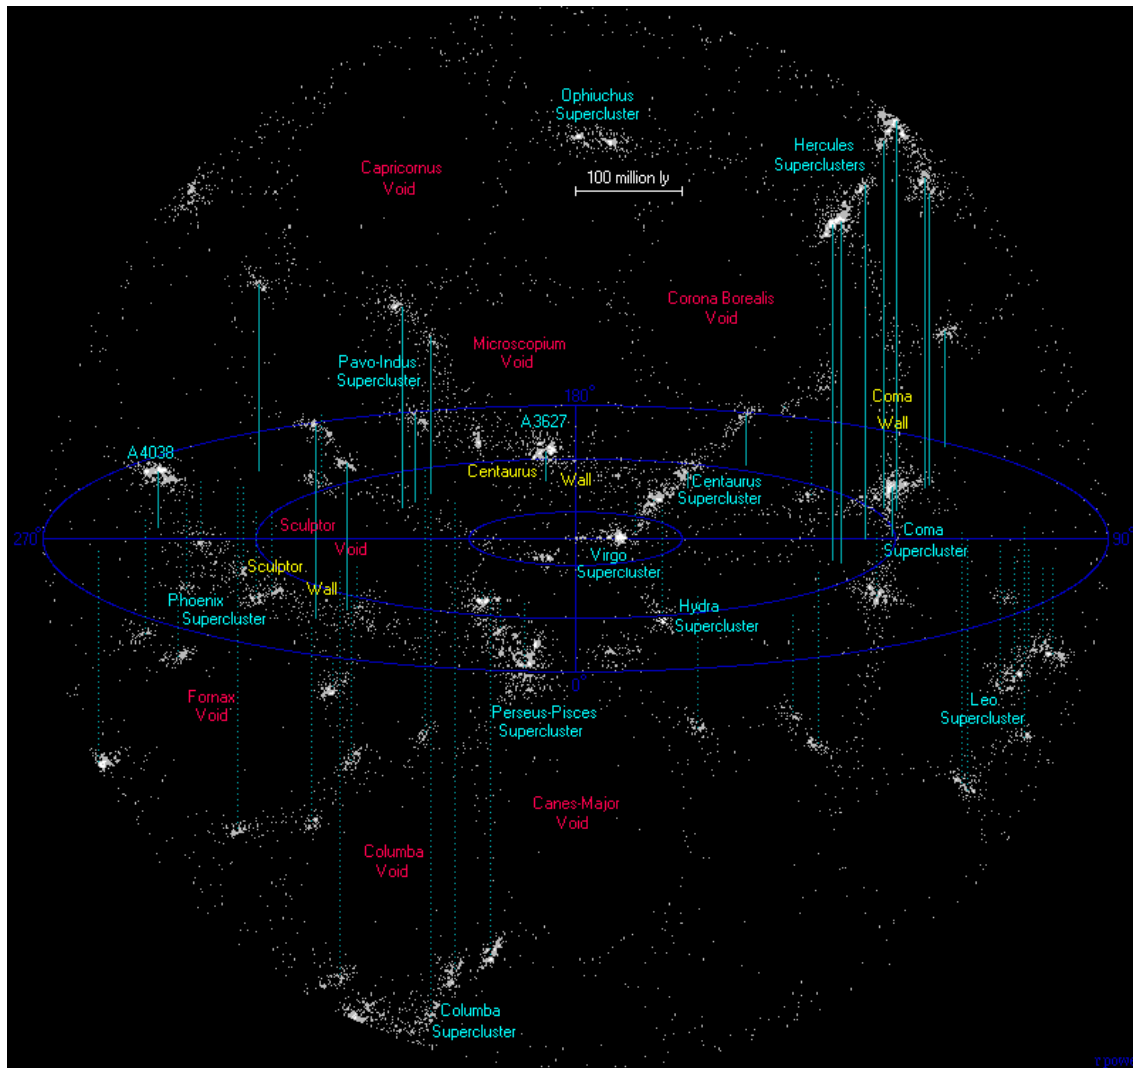 Ophiuchus
Supercluster
Hercules
Superclusters
Capricornus
Void
100 million ly
Corona Borealis
Void
Microscopium
Void
Pavo-Indus
Supercluster
180°
Coma
Wall
A3627
A4038
Centaurus
Wall
Centaurus
Supercluster
Sculptor
Void
270°
90°
Coma
Supercluster
Virgo
Supercluster
Sculptor
Wall
Phoenix
Supercluster
Hydra
Supercluster
0°
Fornax
Void
Perseus-Pisces
Supercluster
Leo
Supercluster
Canes-Major
Void
Columba
Void
Columba
Supercluster